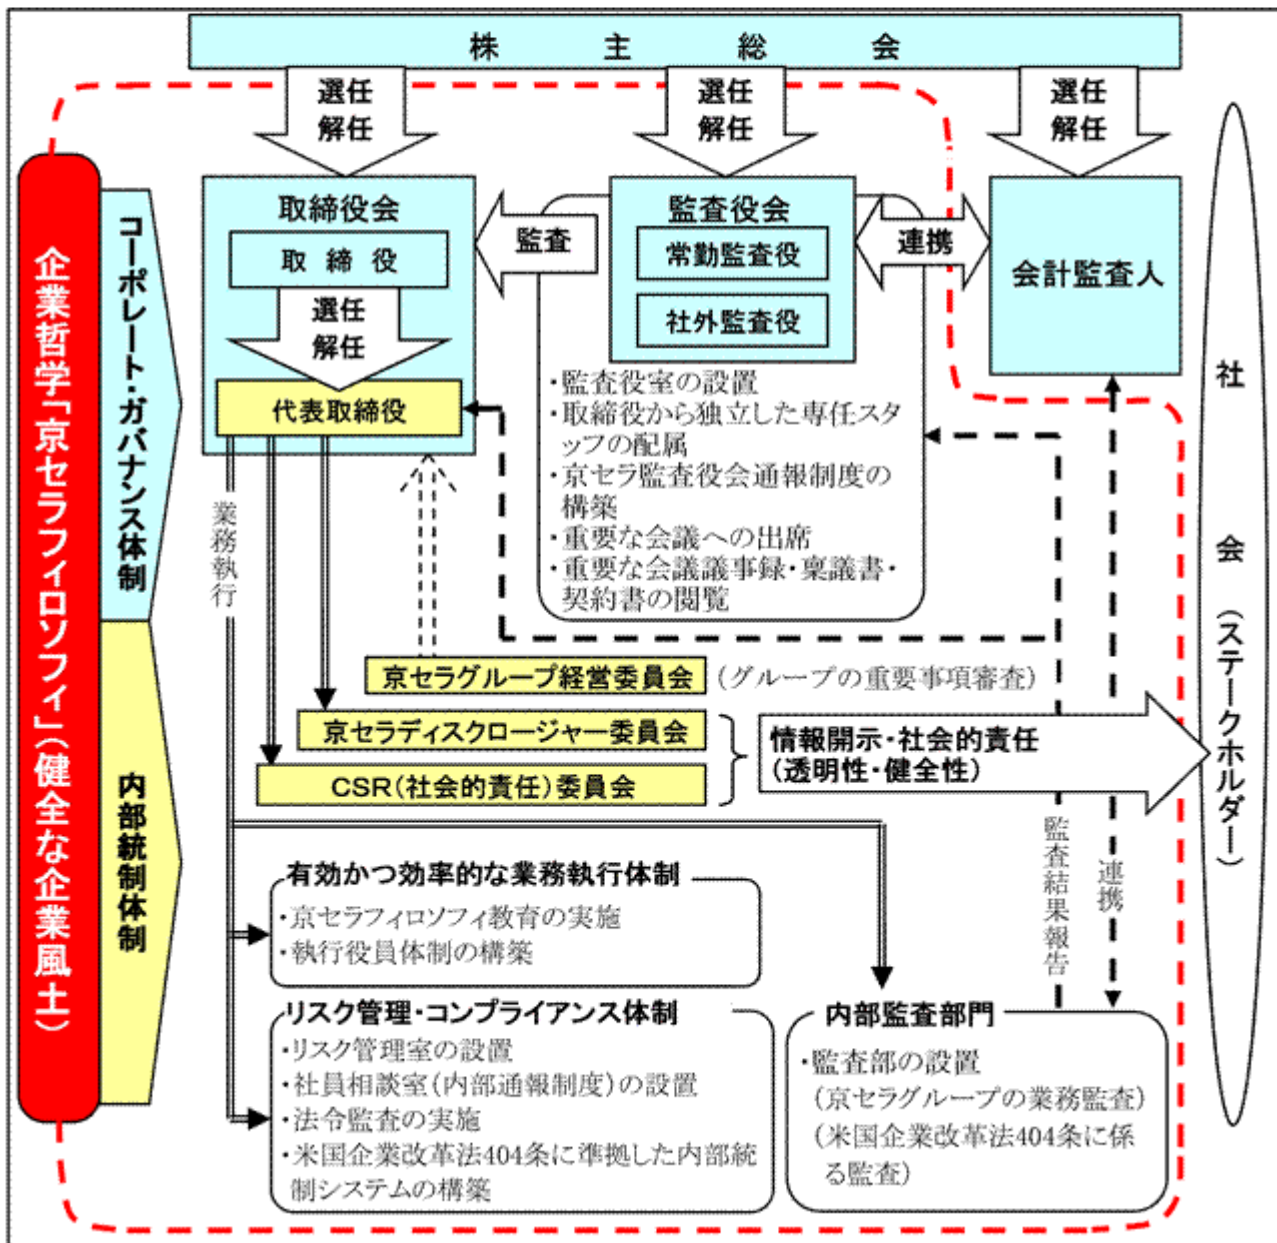 株主総会
選任
解任
選任
解任
選任
解任
企業哲学「京セラフィロソフィ」(健全な企業風土)
コーポレート・ガバナンス体制
内部統制体制
取締役会
取締役
選任
解任
代表取締役
監査
監査役会
常勤監査役
社外監査役
連携
会計監査人
・監査役室の設置
・取締役から独立した専任スタ
ッフの配属
・京セラ監査役会通報制度の
構築
・重要な会議への出席
・重要な会議議事録・稟議書・
契約書の閲覧
業務執行
京セラグループ経営委員会
(グループの重要事項審査)
京セラディスクロージャー委員会
CSR(社会的責任)委員会
情報開示・社会的責任
(透明性・健全性)
社会(ステークホルダー)
監査結果報告
連携
有効かつ効率的な業務執行体制
・京セラフィロソフィ教育の実施
・執行役員体制の構築
リスク管理・コンプライアンス体制
・リスク管理室の設置
・社員相談室(内部通報制度)の設置
・法令監査の実施
・米国企業改革法404条に準拠した内部統
制システムの構築
内部監査部門
・監査部の設置
(京セラグループの業務監査)
(米国企業改革法404条に係
る監査)